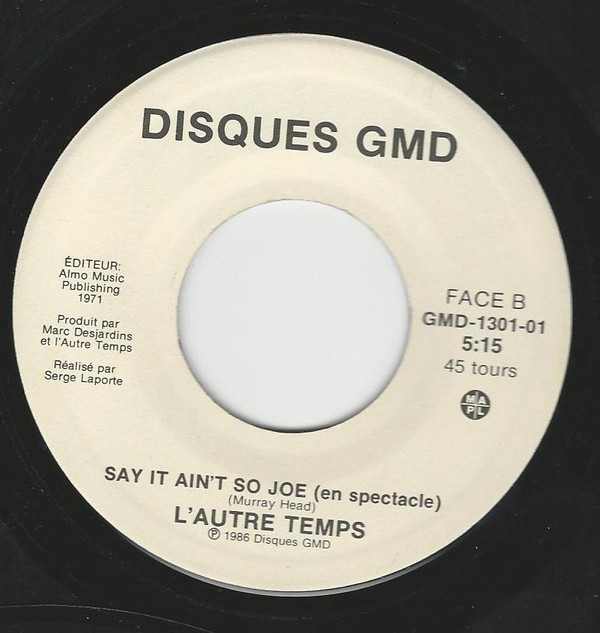 DISQUES GMD
ÉDITEUR:
Almo Music
Publishing
1971
Produit par
Marc Desjardins
et l'Autre Temps
Réalisé par
Serge Laporte
FACE B
GMD-1301-01
5:15
45 tours
M A
P L
SAY IT AIN'T SO JOE (en spectacle)
(Murray Head)
L'AUTRE TEMPS
℗ 1986 Disques GMD